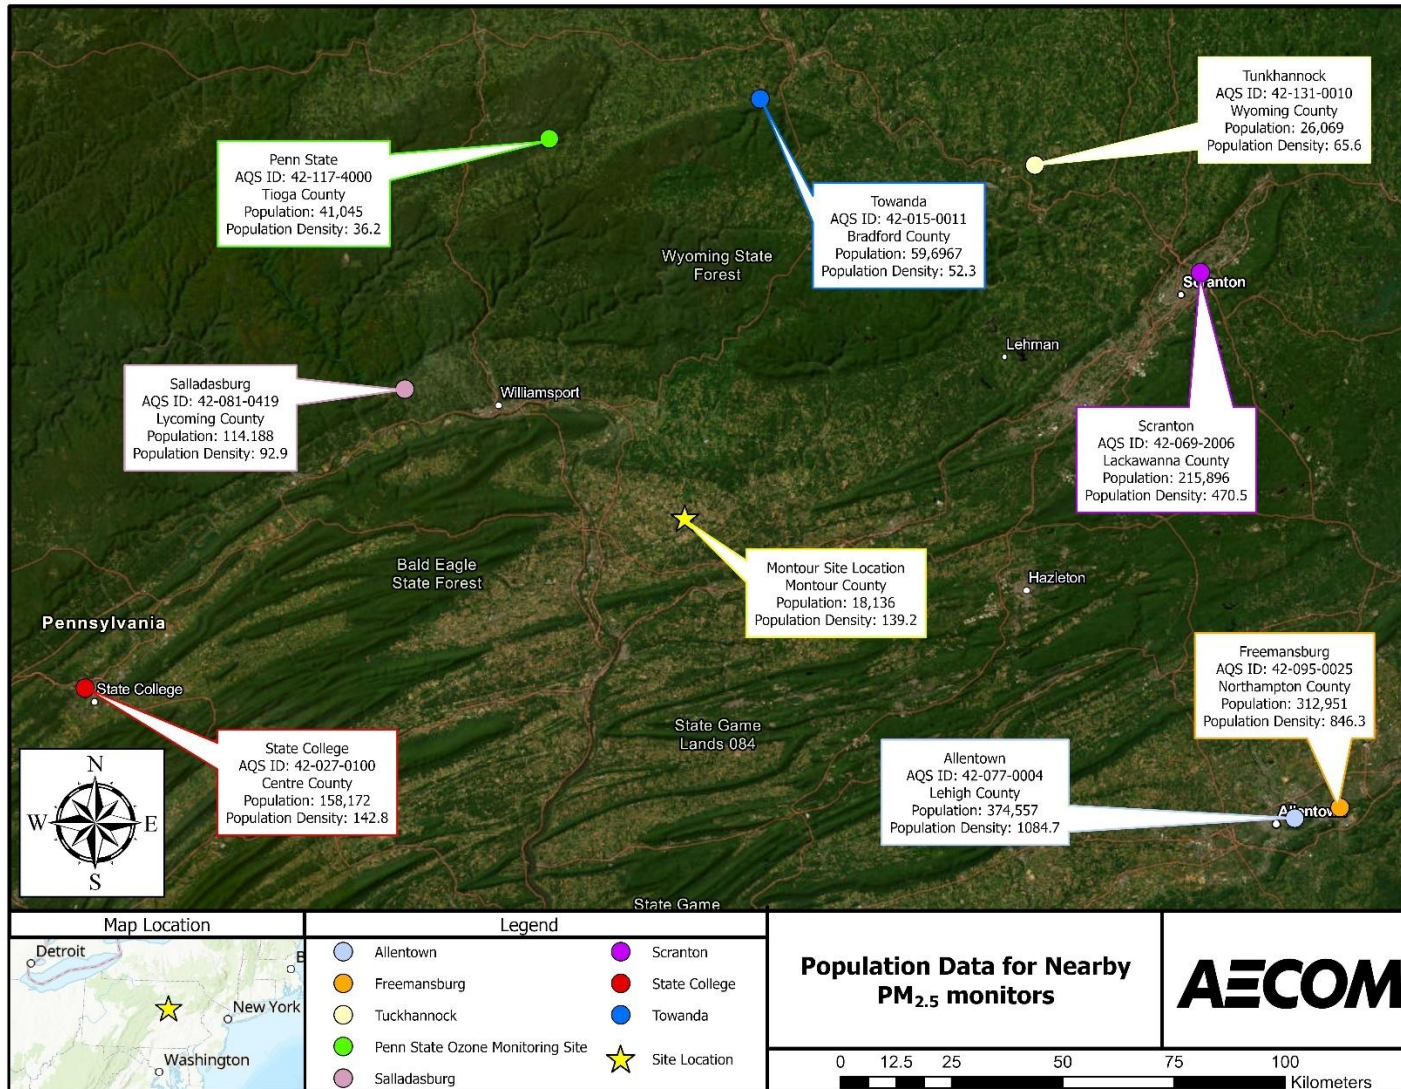 Tunkhannock
AQS ID: 42-131-0010
Wyoming County
Population: 26,069
Population Density: 65.6
Penn State
AQS ID: 42-117-4000
Tioga County
Population: 41,045
Population Density: 36.2
Towanda
AQS ID: 42-015-0011
Bradford County
Population: 59,6967
Population Density: 52.3
Wyoming State
Forest
Scranton
Lehman
Salladasburg
AQS ID: 42-081-0419
Lycoming County
Population: 114.188
Population Density: 92.9
Williamsport
Scranton
AQS ID: 42-069-2006
Lackawanna County
Population: 215,896
Population Density: 470.5
Bald Eagle
State Forest
Montour Site Location
Montour County
Population: 18,136
Population Density: 139.2
Hazleton
Pennsylvania
State College
Freemansburg
AQS ID: 42-095-0025
Northampton County
Population: 312,951
Population Density: 846.3
State Game
Lands 084
State College
AQS ID: 42-027-0100
Centre County
Population: 158,172
Population Density: 142.8
Allentown
AQS ID: 42-077-0004
Lehigh County
Population: 374,557
Population Density: 1084.7
Allentown
N
W E
S
State Game
Map Location
Detroit
B
New York
Washington
Legend
Allentown
Freemansburg
Tuckhannock
Penn State Ozone Monitoring Site
Salladasburg
Scranton
State College
Towanda
Site Location
Population Data for Nearby
PM2.5 monitors
AECOM
0 12.5 25 50 75 100
Kilometers